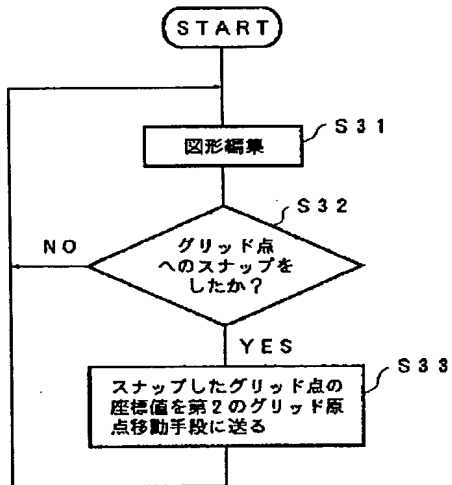 START
S31
図形編集
S32
NO
グリッド点
へのスナップを
したか?
YES
S33
スナップしたグリッド点の
座標値を第2のグリッド原
点移動手段に送る